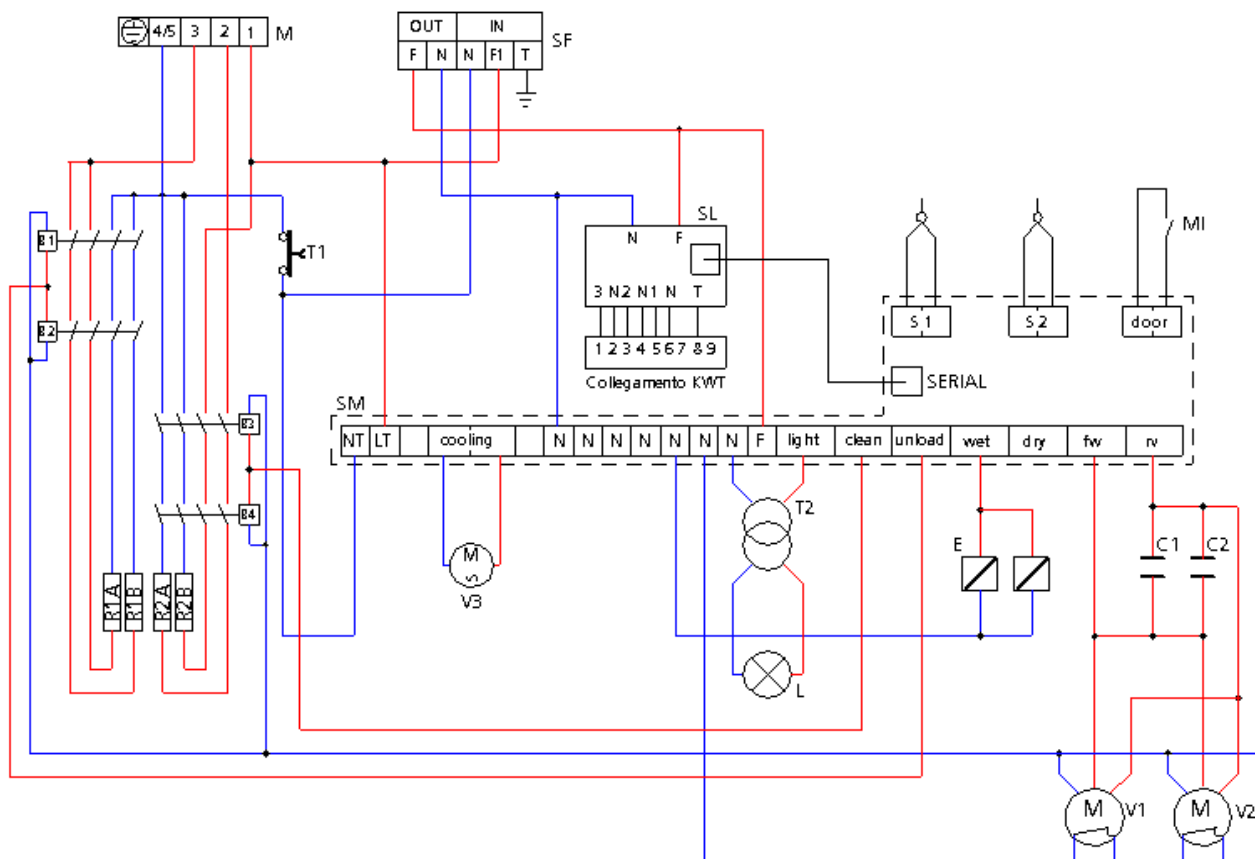 4/5 3 2 1 M
OUT IN SF
F N N F1 T
SL
N F
B1
T1
MI
3 N2 N1 N T
S1 S2 door
B2
1 2 3 4 5 6 7 8 9
Collegamento KWT
SERIAL
SM
B3
NT LT cooling N N N N N N N F light clean unload wet dry fw rv
B4
T2
E C1 C2
M
S
V3
R1A R1B R2A R2B
L
M V1 M V2